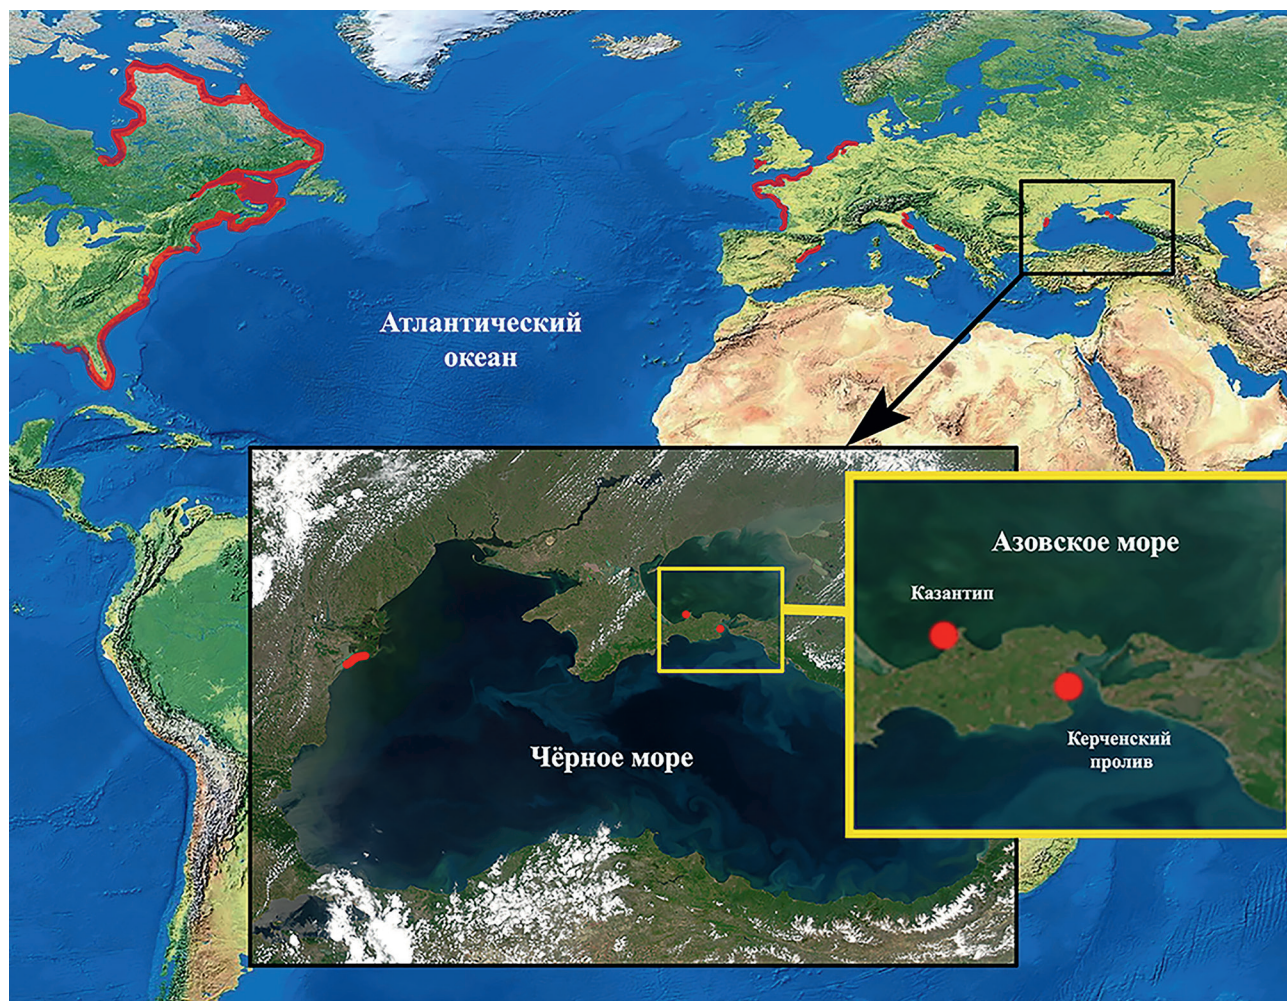 Атлантический
океан
Азовское море
Казантип
Керченский
пролив
Чёрное море